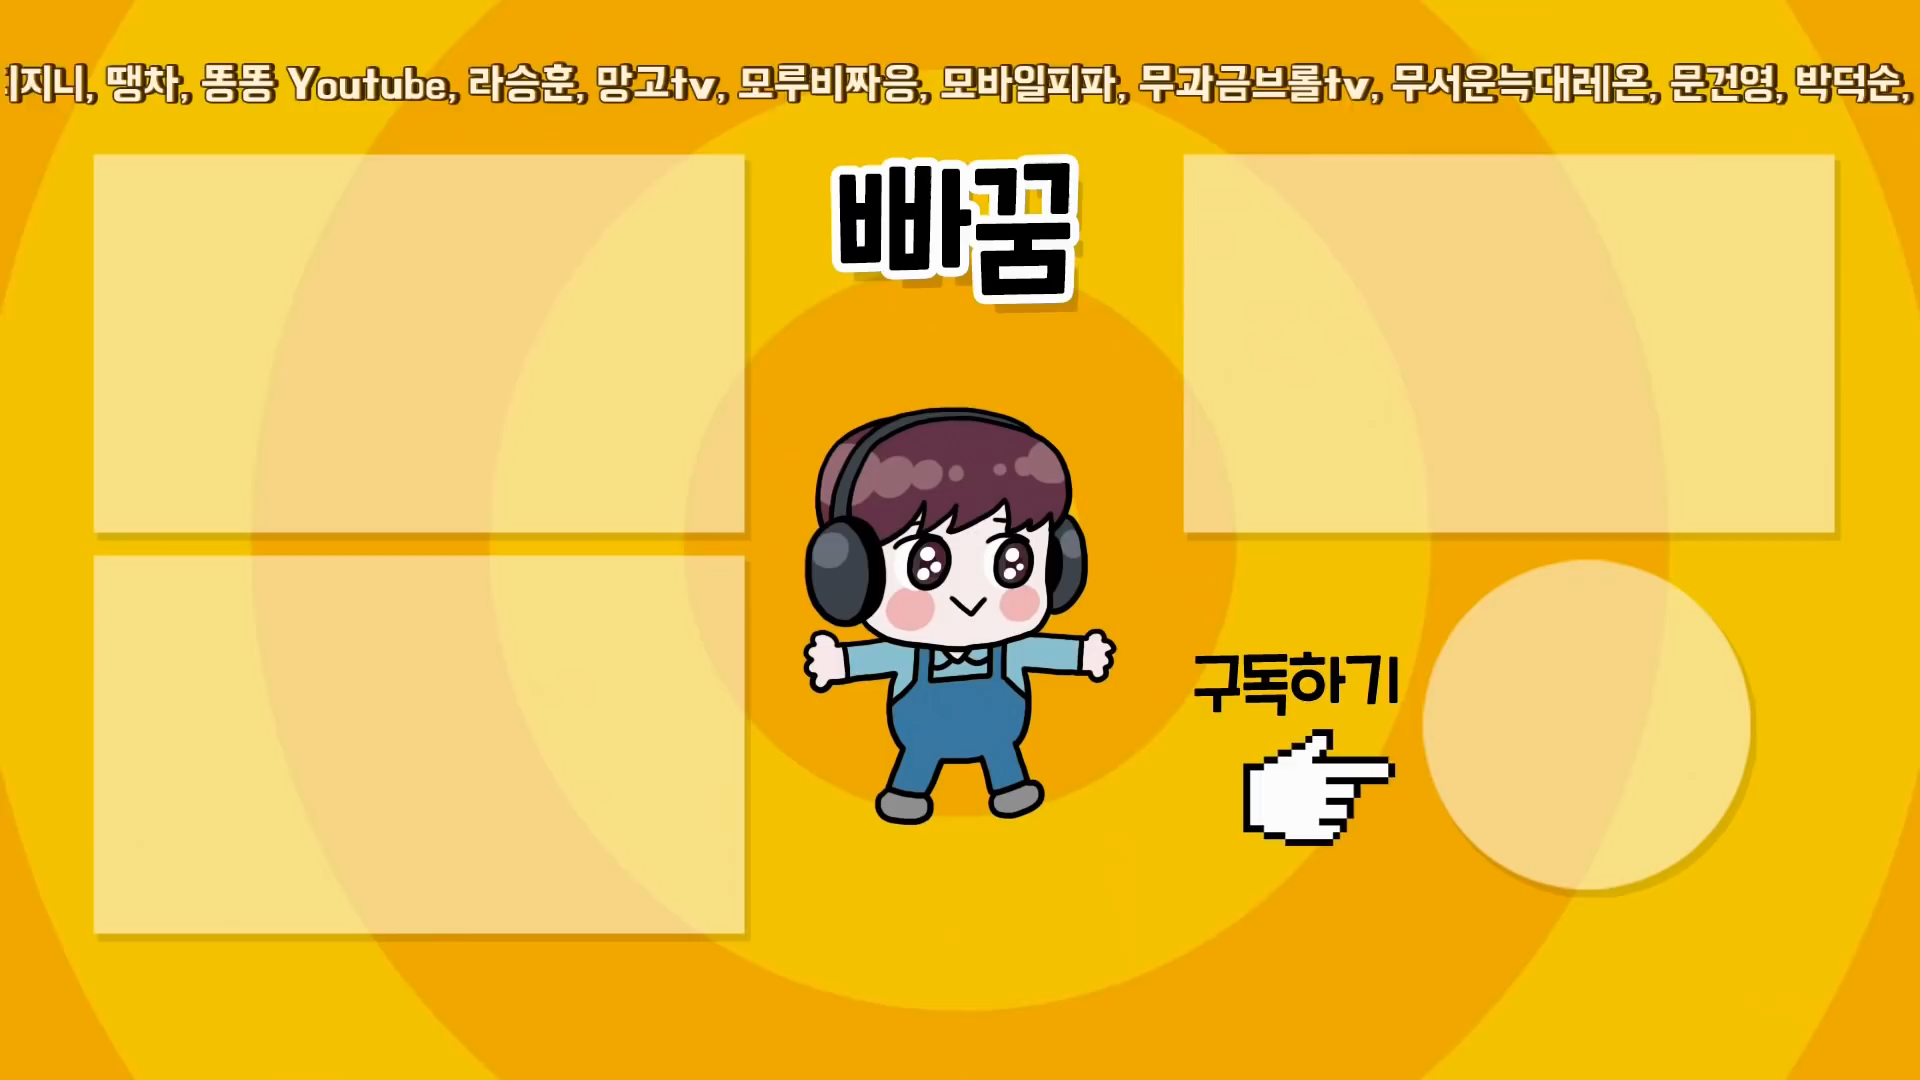 지니, 땡차, 똥똥 Youtube, 라승훈, 망고tv, 모루비짜응, 모바일피파, 무과금브롤tv, 무서운늑대레온, 문건영, 박덕순,
빠꿈
구독하기